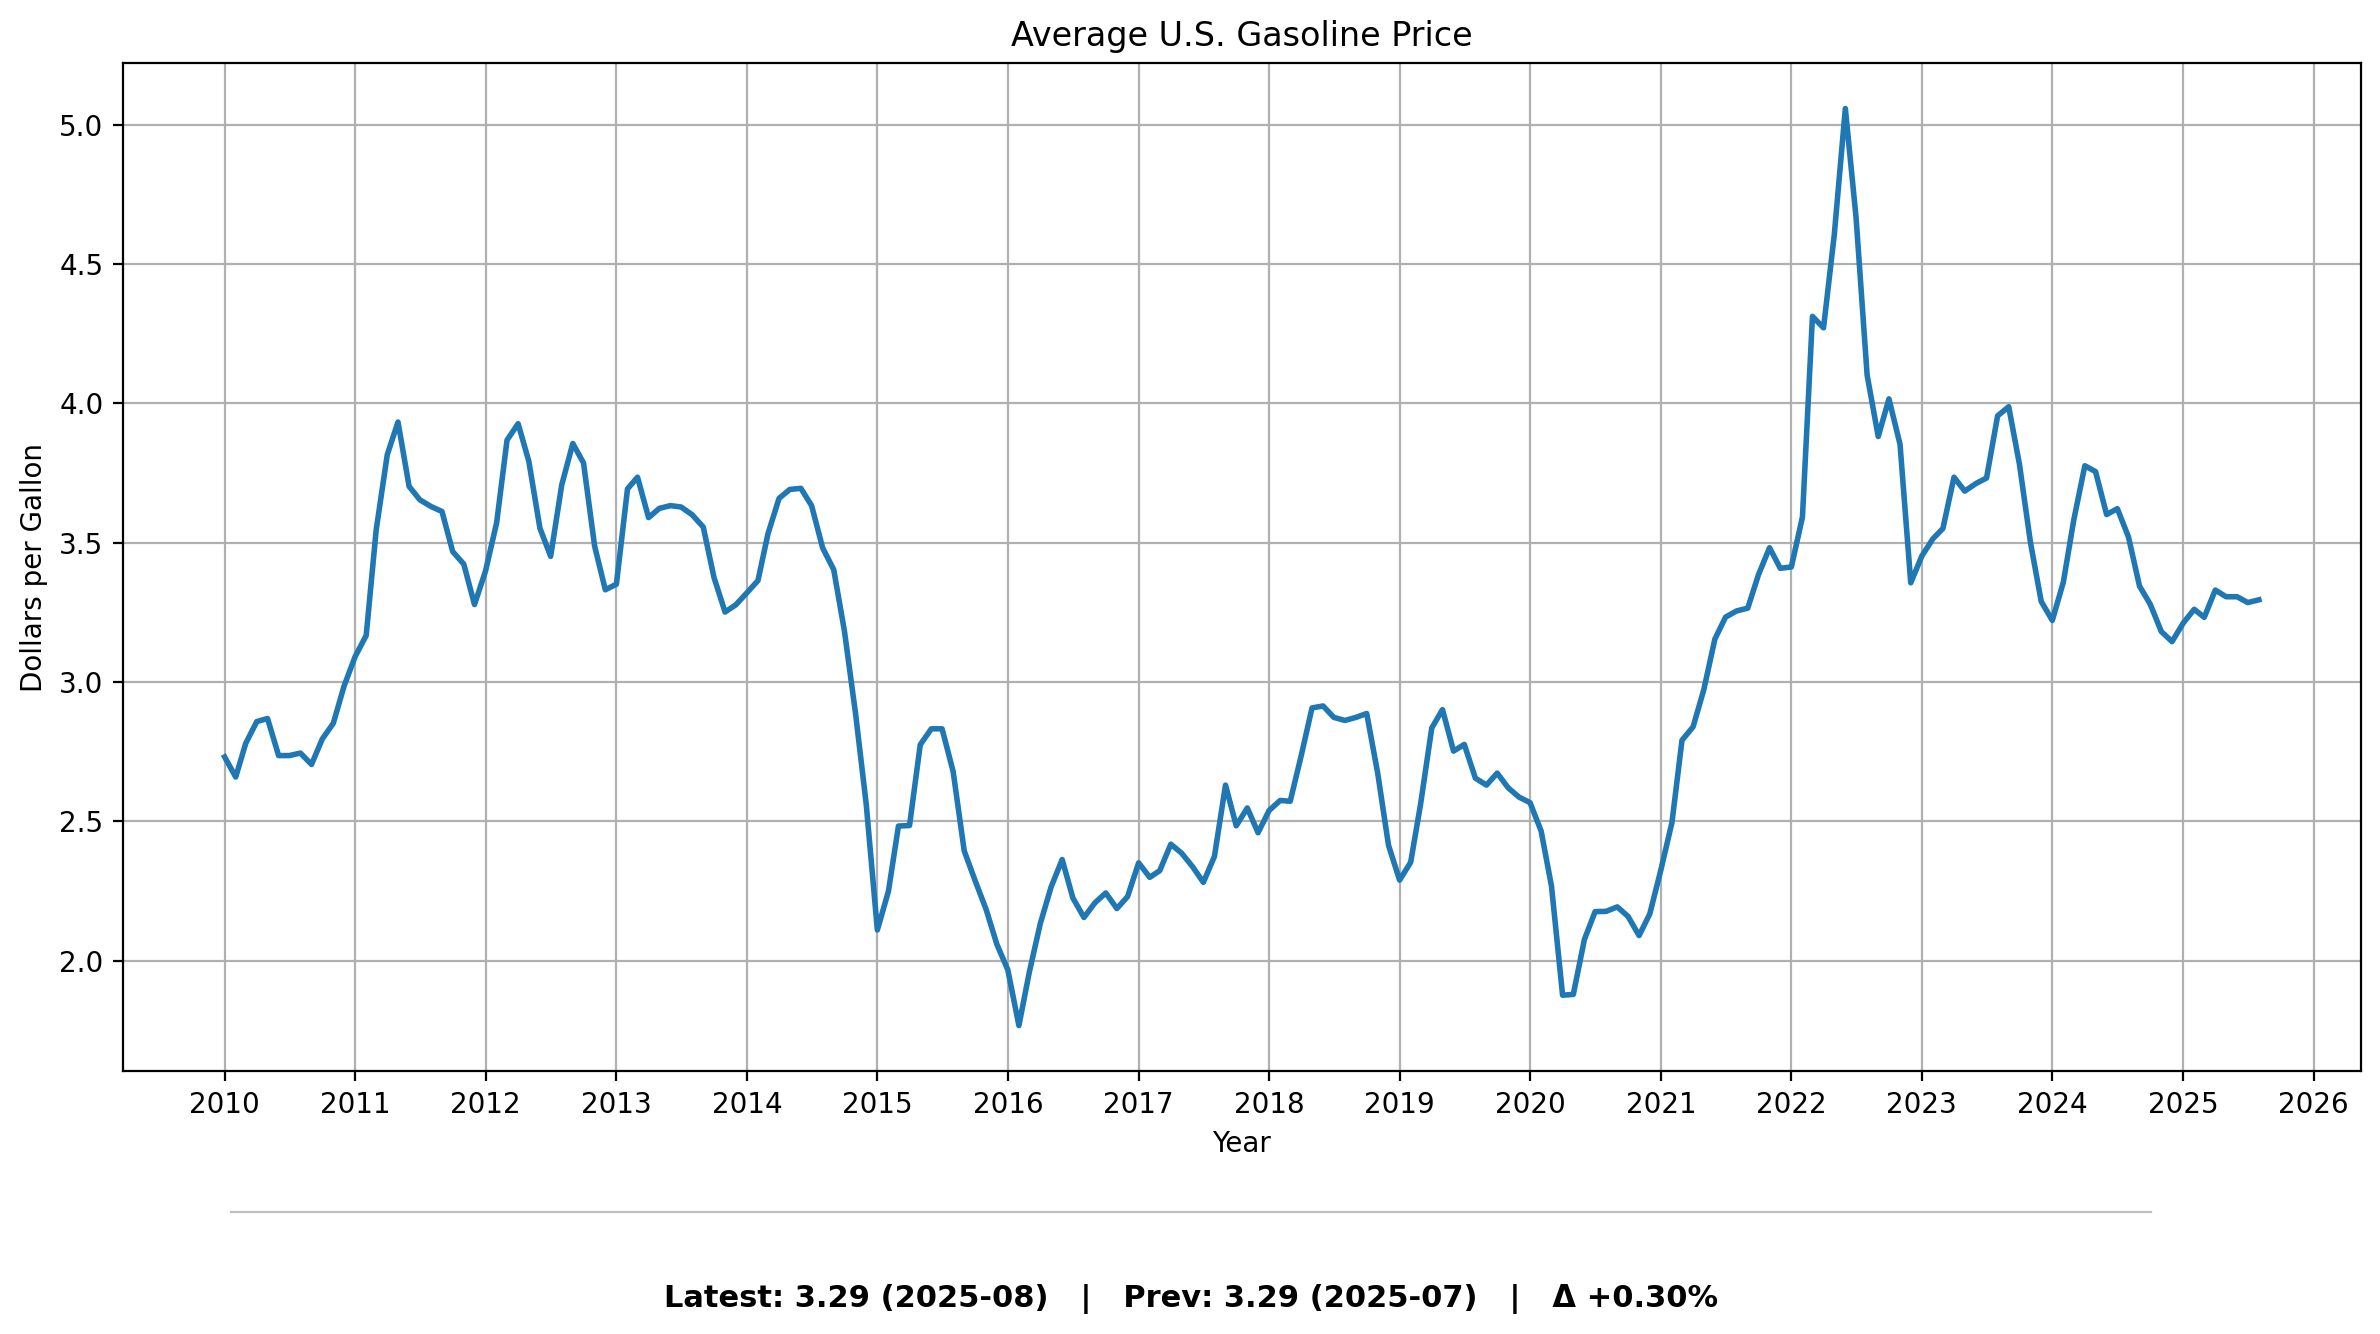 Average U.S. Gasoline Price
Dollars per Gallon
5.0
4.5
4.0
3.5
3.0
2.5
2.0
2010 2011 2012 2013 2014 2015 2016 2017 2018 2019 2020 2021 2022 2023 2024 2025 2026
Year
Latest: 3.29 (2025-08) | Prev: 3.29 (2025-07) | Δ +0.30%